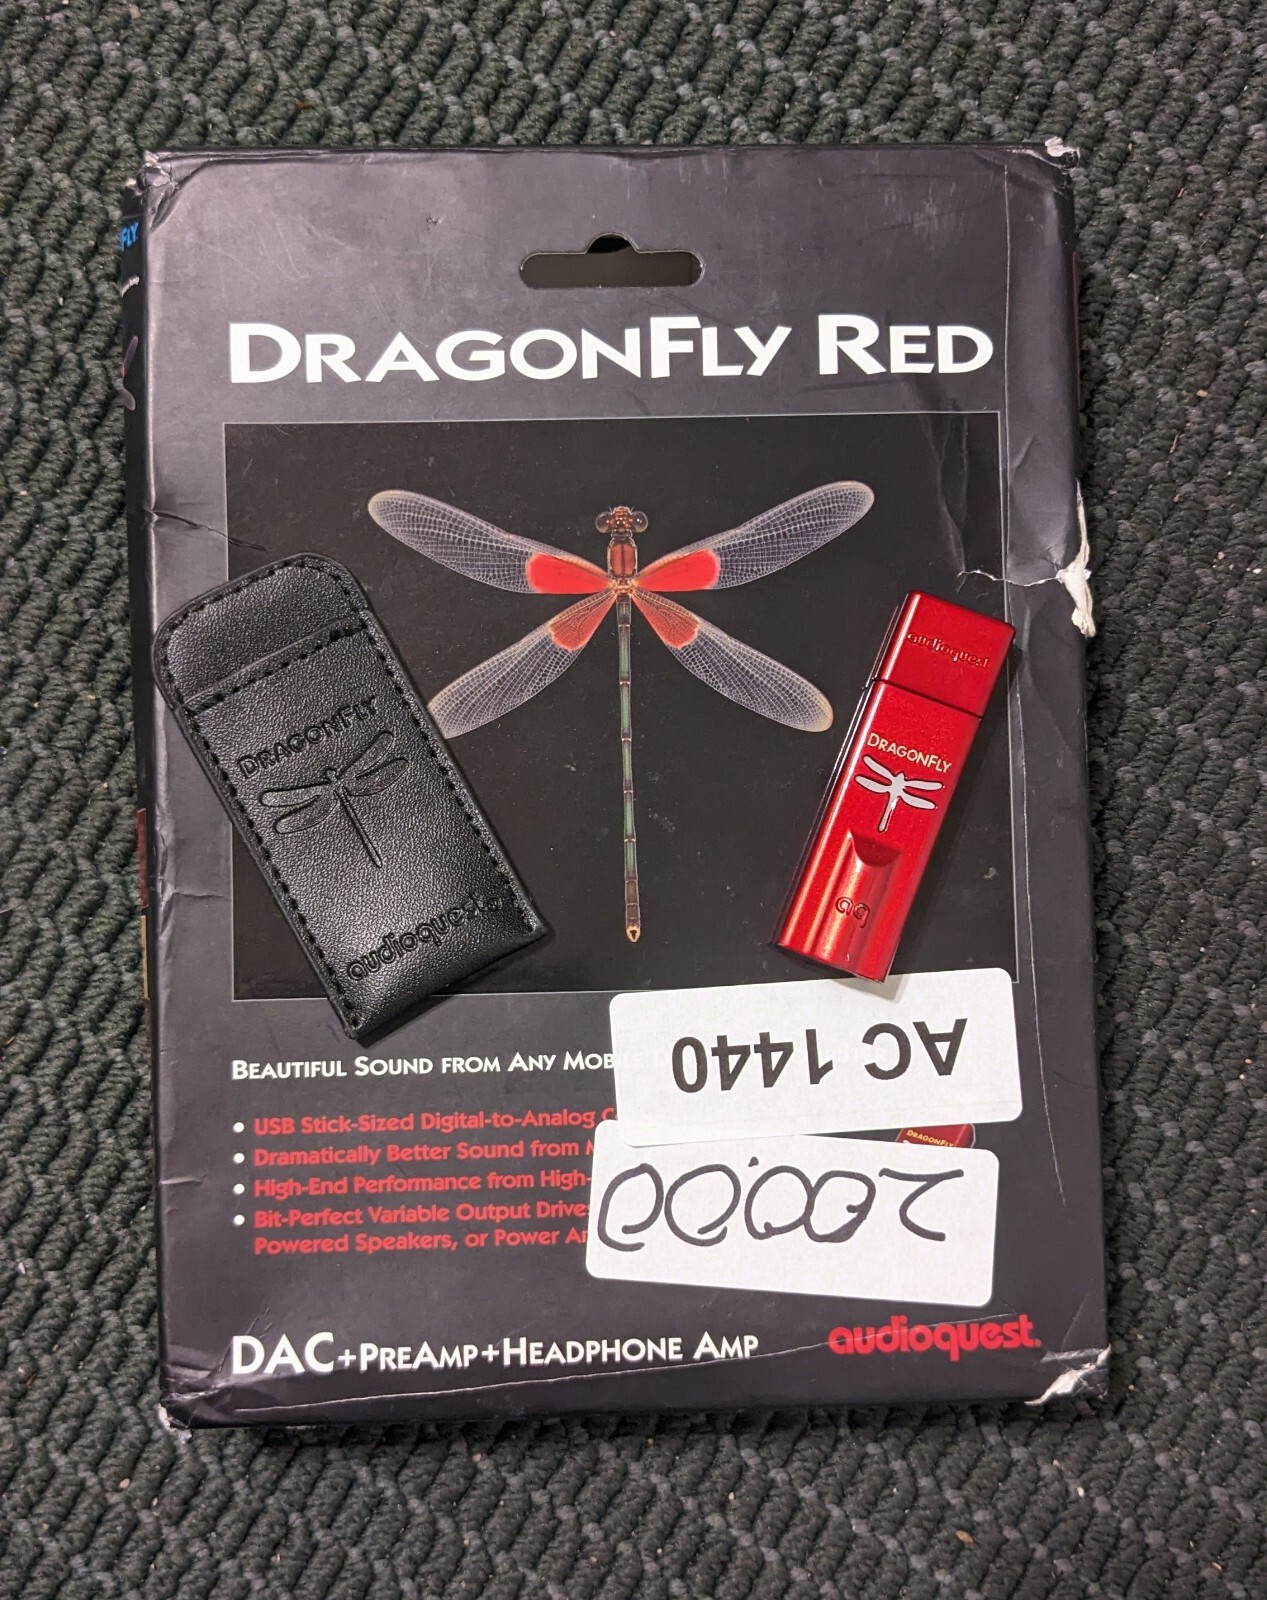 FLY
DRAGONFLY RED
audioquest
DRAGONFLY
aq
DRAGONFLY
audioquest
AC 1440
200.00
BEAUTIFUL SOUND FROM ANY
DRAGONFLY
• USB Stick-Sized Digital-to-Analog
• Dramatically Better Sound from
• High-End Performance from High-
• Bit-Perfect Variable Output
Powered Speakers, or Power
DAC+PREAMP+HEADPHONE AMP
audioquest